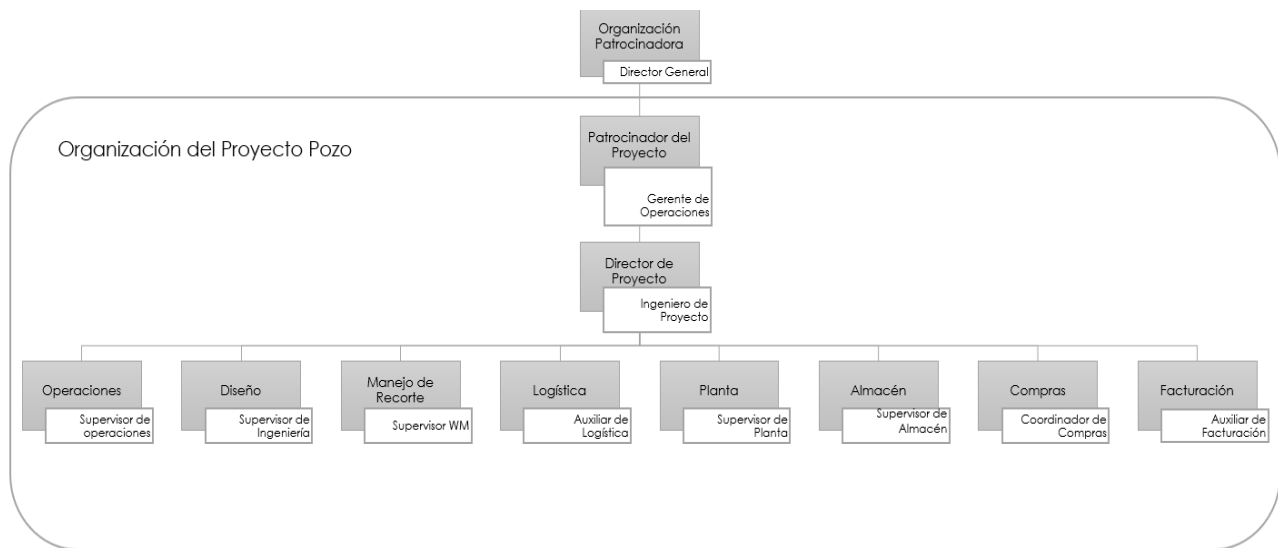 Organización
Patrocinadora
Director General
Organización del Proyecto Pozo
Patrocinador del
Proyecto
Gerente de
Operaciones
Director de
Proyecto
Ingeniero de
Proyecto
Operaciones
Supervisor de
operaciones
Diseño
Supervisor de
Ingeniería
Manejo de
Recorte
Supervisor WM
Logística
Auxiliar de
Logística
Planta
Supervisor de
Planta
Almacén
Supervisor de
Almacén
Compras
Coordinador de
Compras
Facturación
Auxiliar de
Facturación